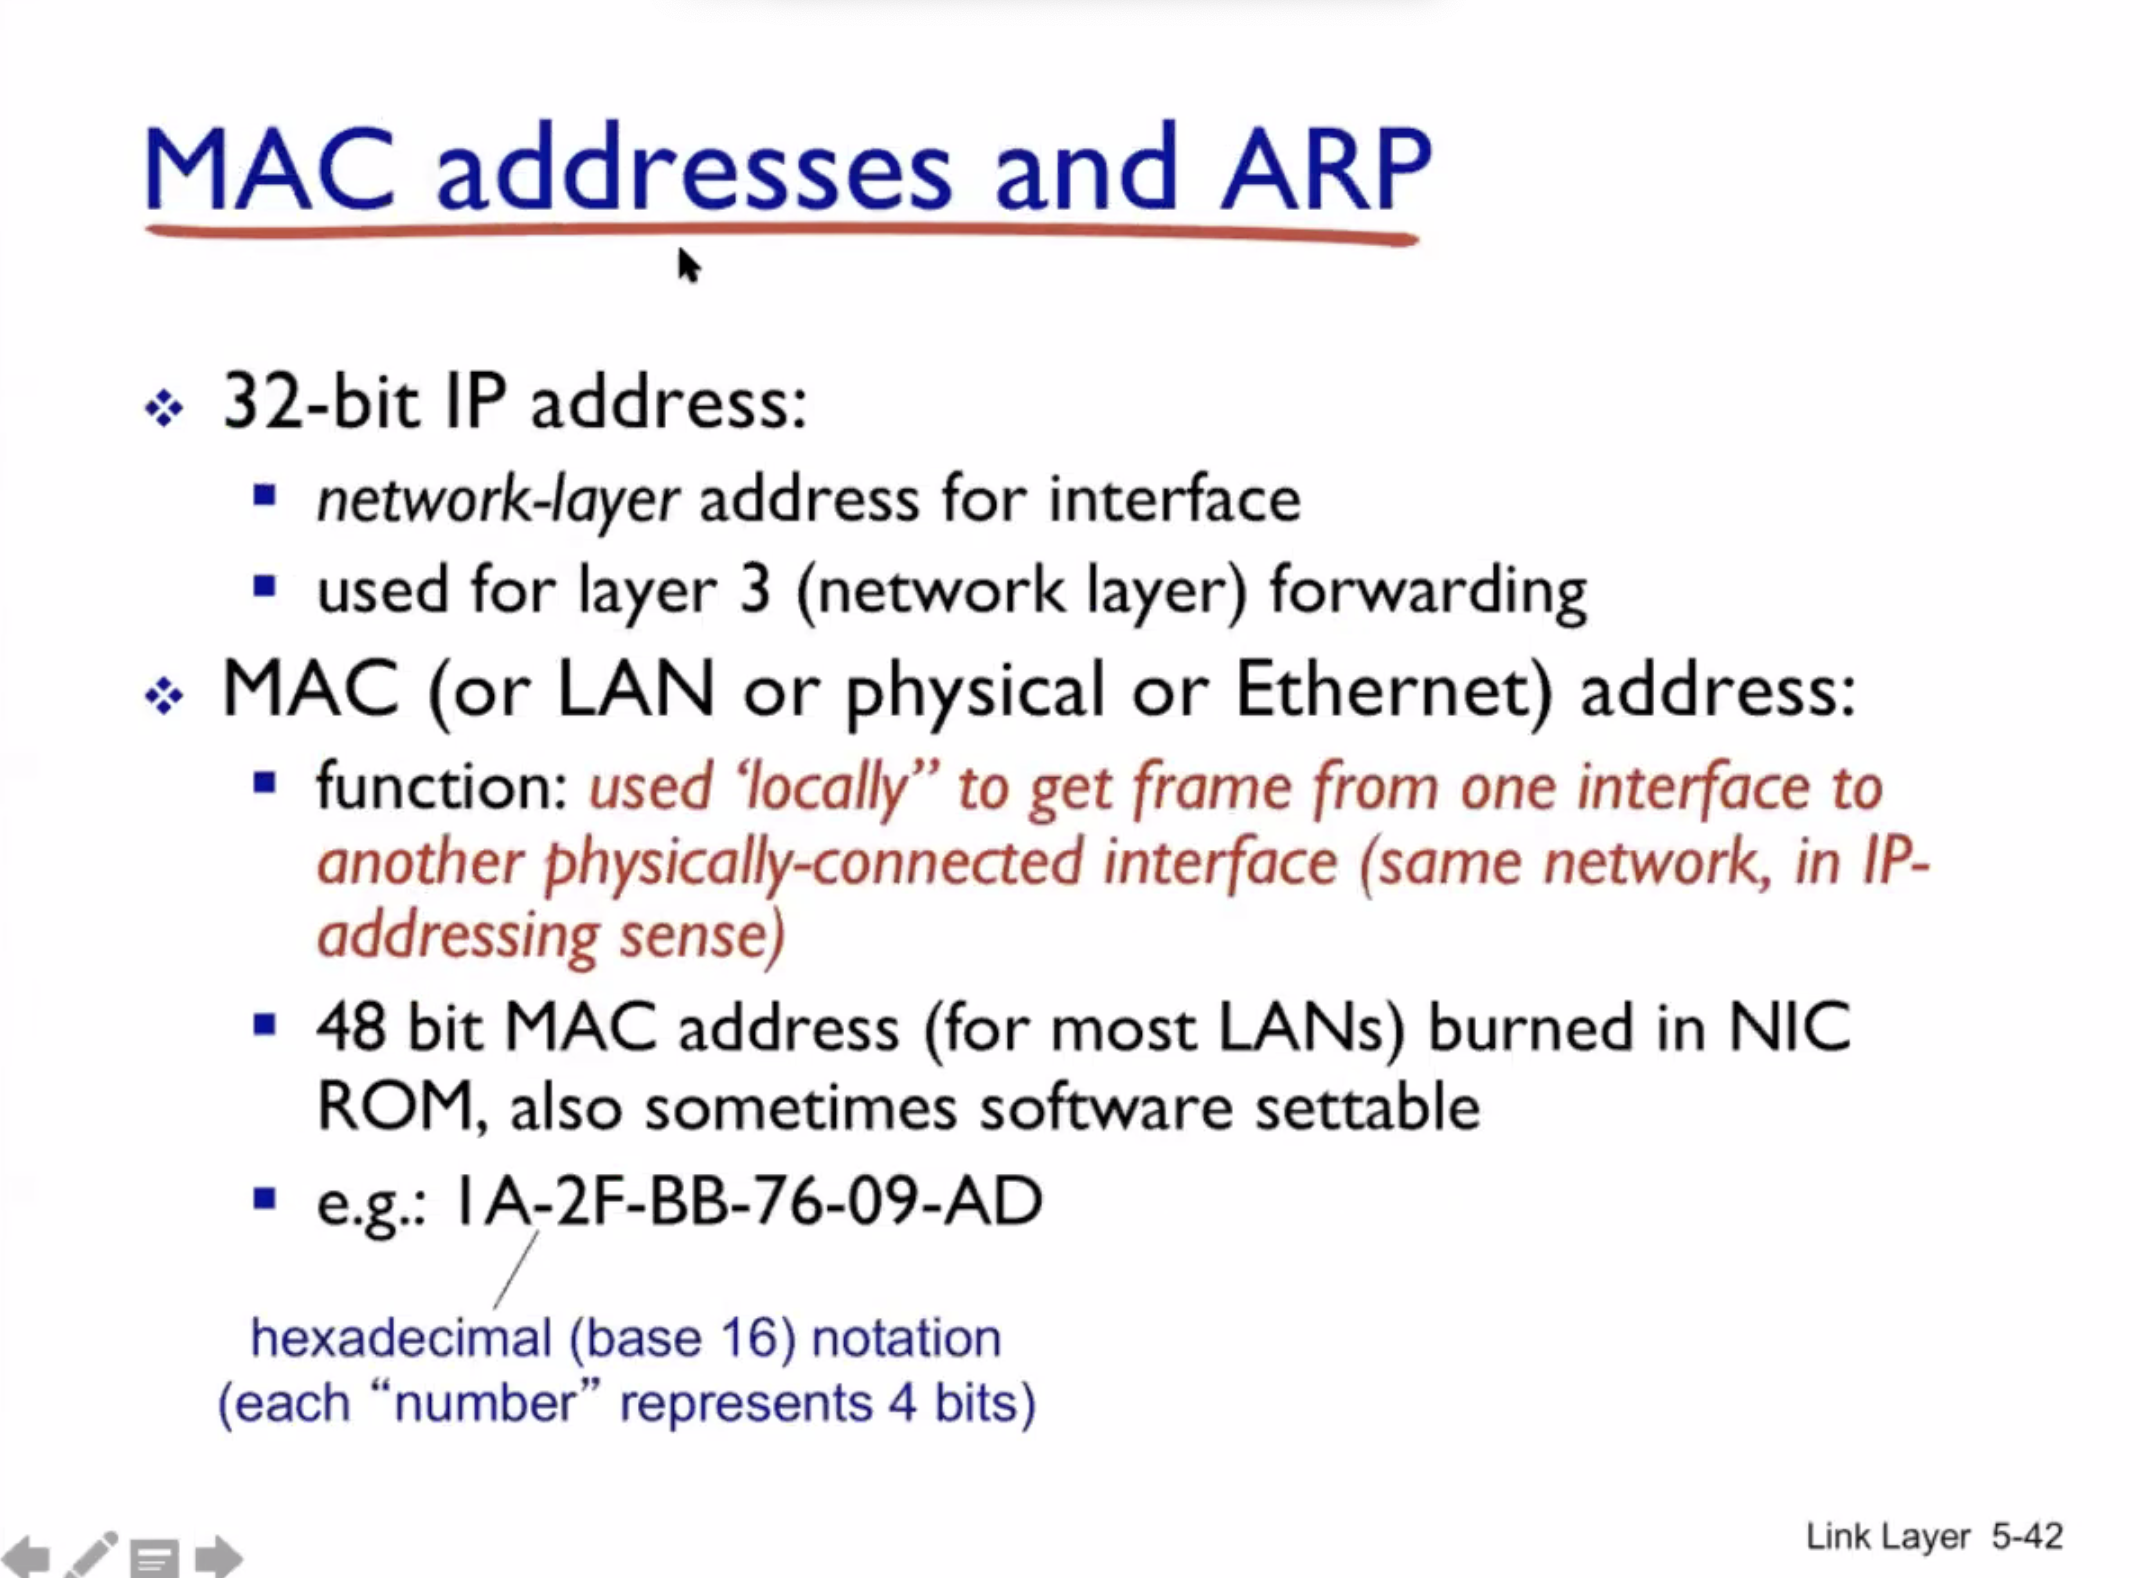 MAC addresses and ARP
32-bit IP address:
network-layer address for interface
used for layer 3 (network layer) forwarding
MAC (or LAN or physical or Ethernet) address:
function: used ‘locally” to get frame from one interface to
another physically-connected interface (same network, in IP-
addressing sense)
48 bit MAC address (for most LANs) burned in NIC
ROM, also sometimes software settable
e.g.: 1A-2F-BB-76-09-AD
hexadecimal (base 16) notation
(each “number” represents 4 bits)
Link Layer 5-42